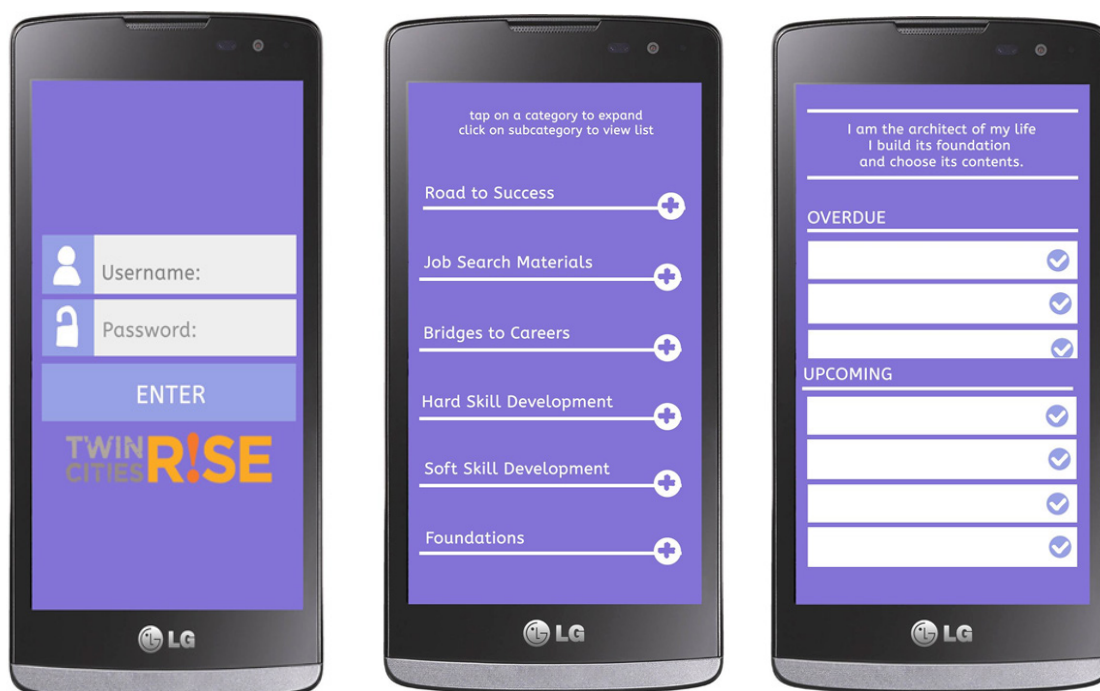 Username:
Password:
ENTER
TWIN
CITIES
R!SE
LG
tap on a category to expand
click on subcategory to view list
Road to Success
Job Search Materials
Bridges to Careers
Hard Skill Development
Soft Skill Development
Foundations
LG
I am the architect of my life
I build its foundation
and choose its contents.
OVERDUE
UPCOMING
LG